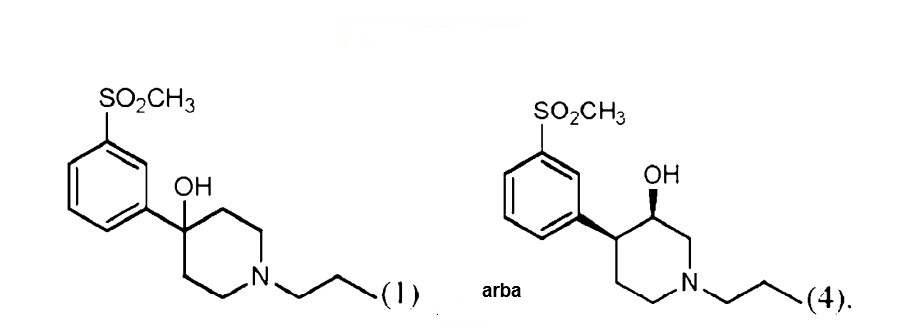 SO₂CH₃
OH
N
(1)
arba
SO₂CH₃
OH
N
(4).